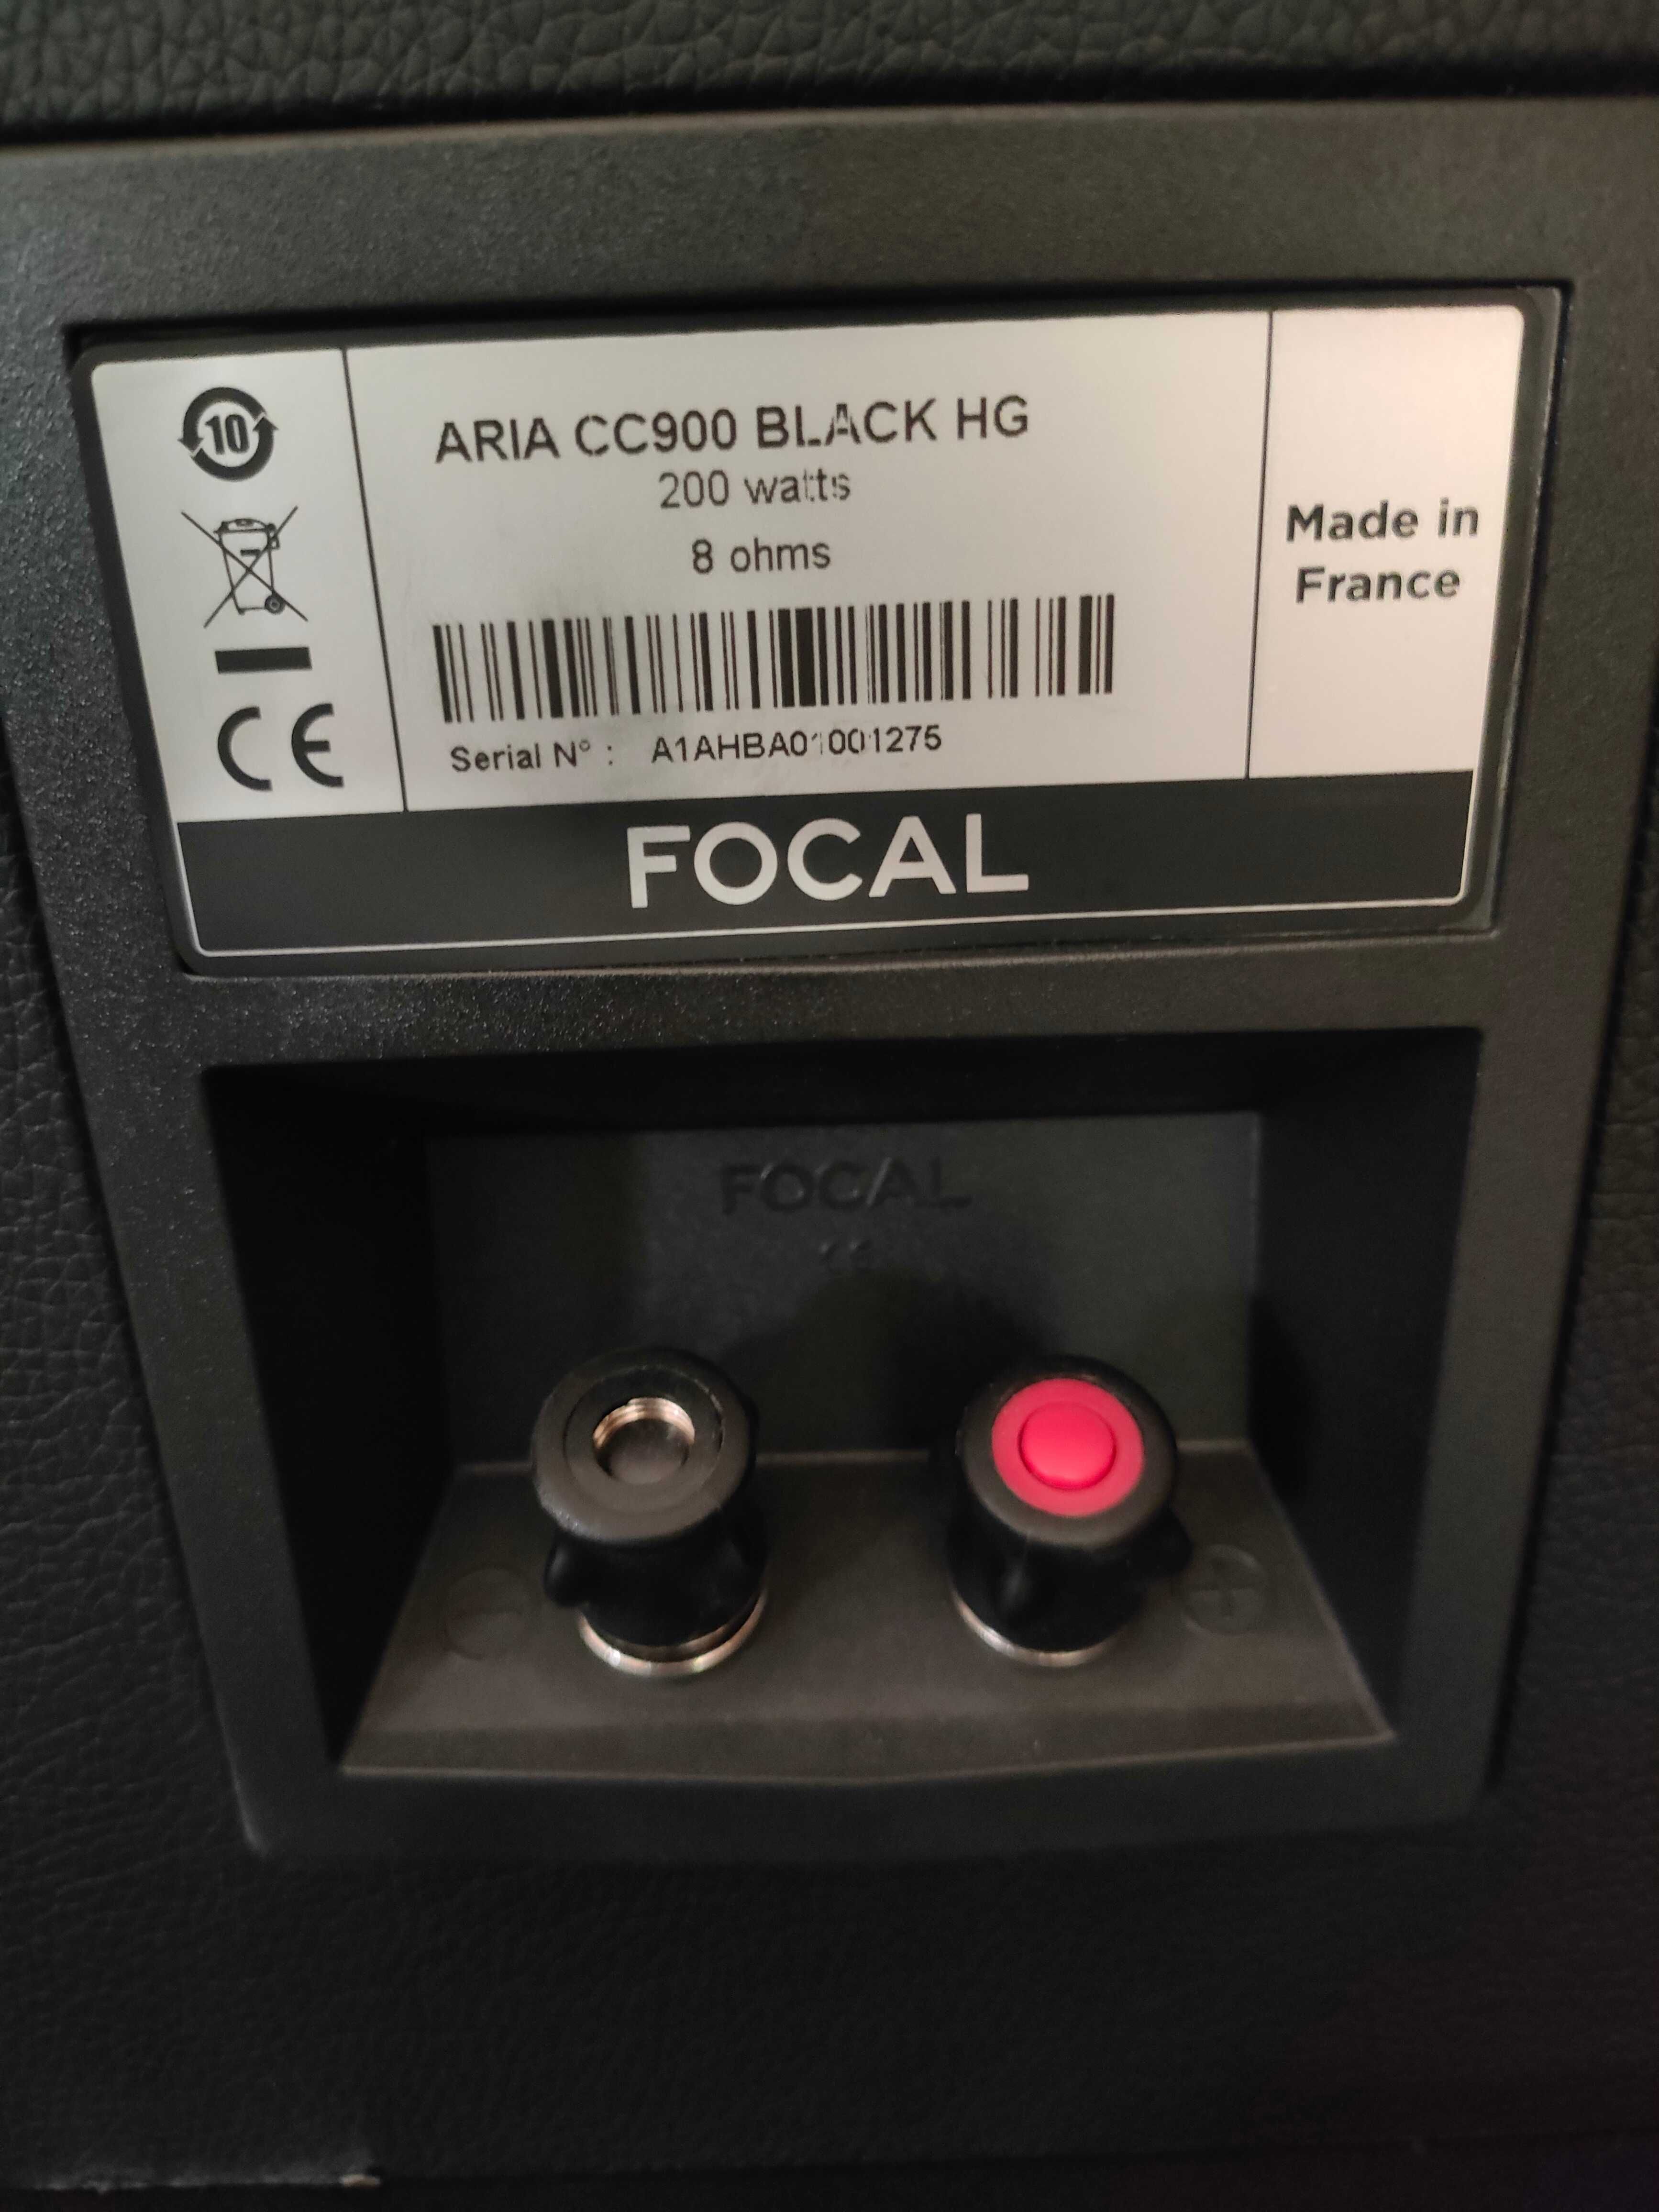 10
ARIA CC900 BLACK HG
200 watts
8 ohms
Serial N° : A1AHBA01001275
CE
Made in
France
FOCAL
FOCAL